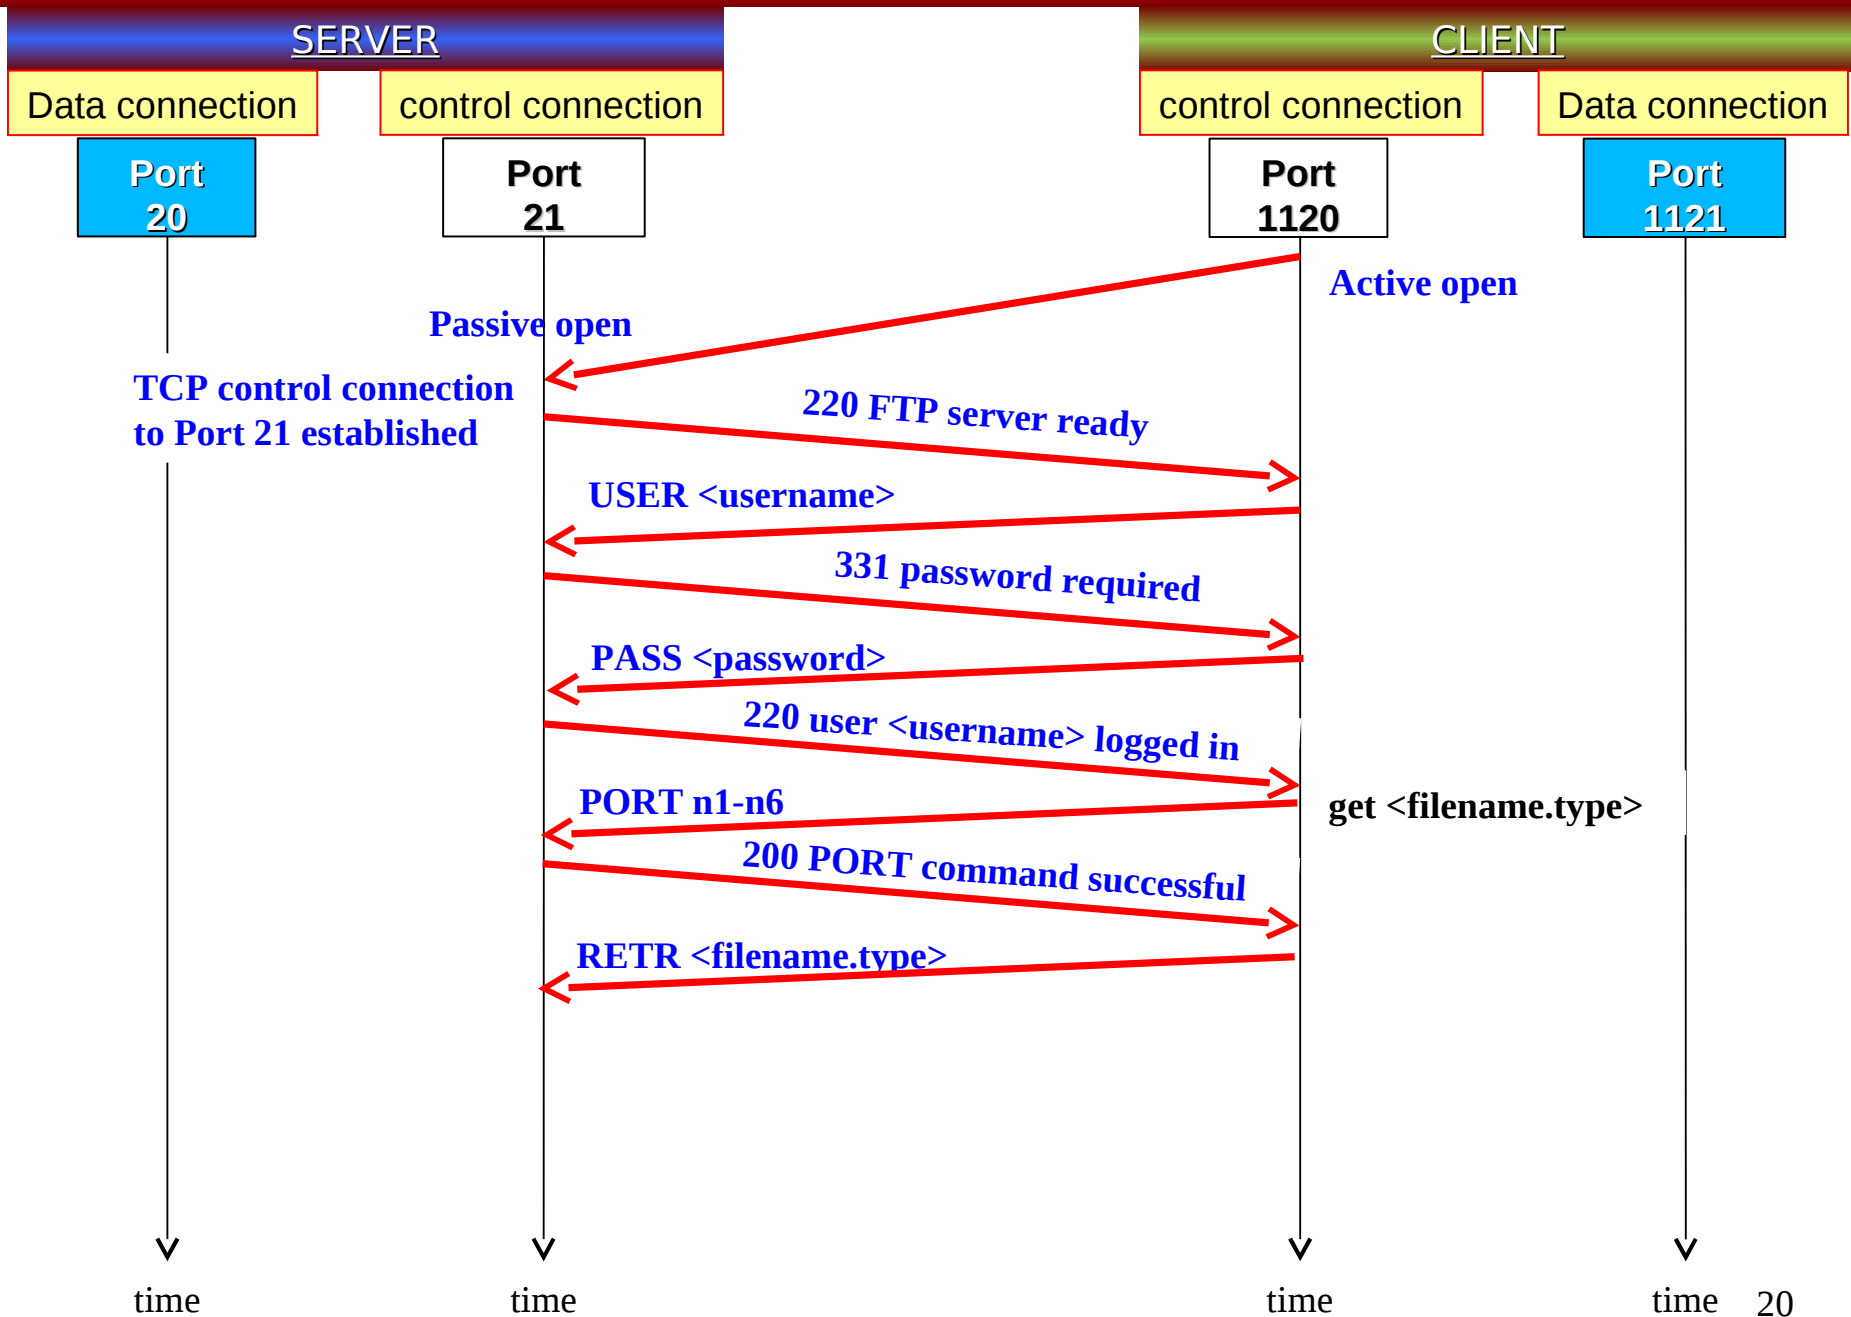 SERVER
CLIENT
Data connection
control connection
control connection
Data connection
Port
20
Port
21
Port
1120
Port
1121
Active open
Passive open
TCP control connection
to Port 21 established
220 FTP server ready
USER <username>
331 password required
PASS <password>
220 user <username> logged in
PORT n1-n6
get <filename.type>
200 PORT command successful
RETR <filename.type>
time
time
time
time
20